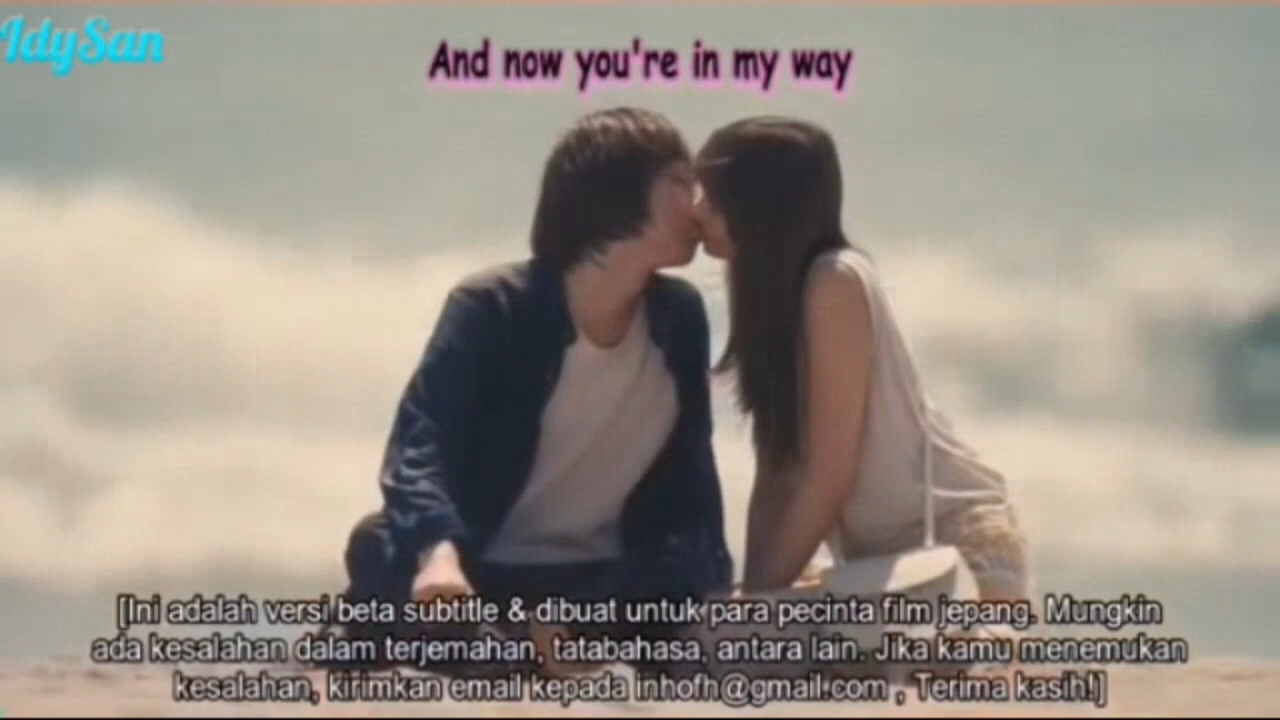 IdySan
And now you're in my way
[Ini adalah versi beta subtitle & dibuat untuk para pecinta film jepang. Mungkin
ada kesalahan dalam terjemahan, tatabahasa, antara lain. Jika kamu menemukan
kesalahan, kirimkan email kepada inhofh@gmail.com , Terima kasih!]